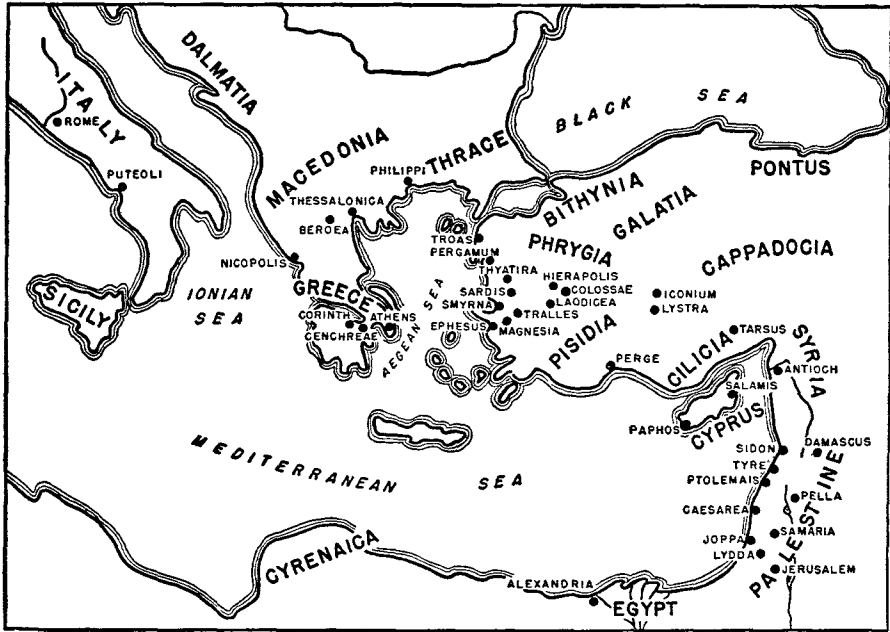 ITALY
ROME
PUTEOLI
SICILY
DALMATIA
MACEDONIA
THRACE
PHILIPPI
THESSALONICA
BEROEA
NICOPOLIS
IONIAN
SEA
GREECE
CORINTH
ATHENS
CENCHREAE
AEGEAN SEA
BLACK SEA
PONTUS
BITHYNIA
GALATIA
PHRYGIA
CAPPADOCIA
TROAS
PERGAMUM
THYATIRA
SARDIS
SMYRNA
EPHESUS
TRALLES
MAGNESIA
HIERAPOLIS
COLOSSAE
LAODICEA
ICONIUM
LYSTRA
PISIDIA
PERGE
CILICIA
TARSUS
SYRIA
ANTIOCH
SALAMIS
PAPHOS
CYPRUS
MEDITERRANEAN SEA
SIDON
DAMASCUS
TYRE
PTOLEMAIS
PELLA
CAESAREA
SAMARIA
JOPPA
LYDDA
JERUSALEM
PALESTINE
CYRENAICA
ALEXANDRIA
EGYPT